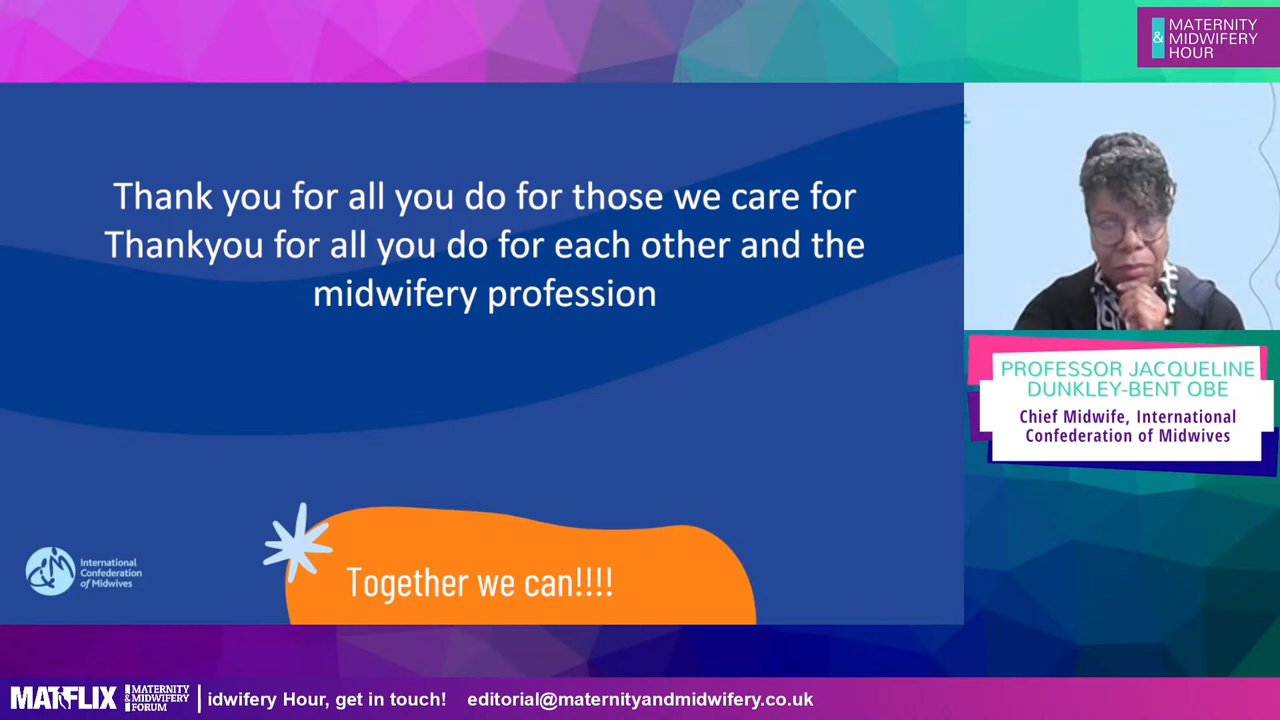 MATERNITY
& MIDWIFERY
HOUR
Thank you for all you do for those we care for
Thankyou for all you do for each other and the
midwifery profession
PROFESSOR JACQUELINE
DUNKLEY-BENT OBE
Chief Midwife, International
Confederation of Midwives
International
Confederation
of Midwives
Together we can!!!!
MATFLIX
MATERNITY
&MIDWIFERY
FORUM
idwifery Hour, get in touch! editorial@maternityandmidwifery.co.uk